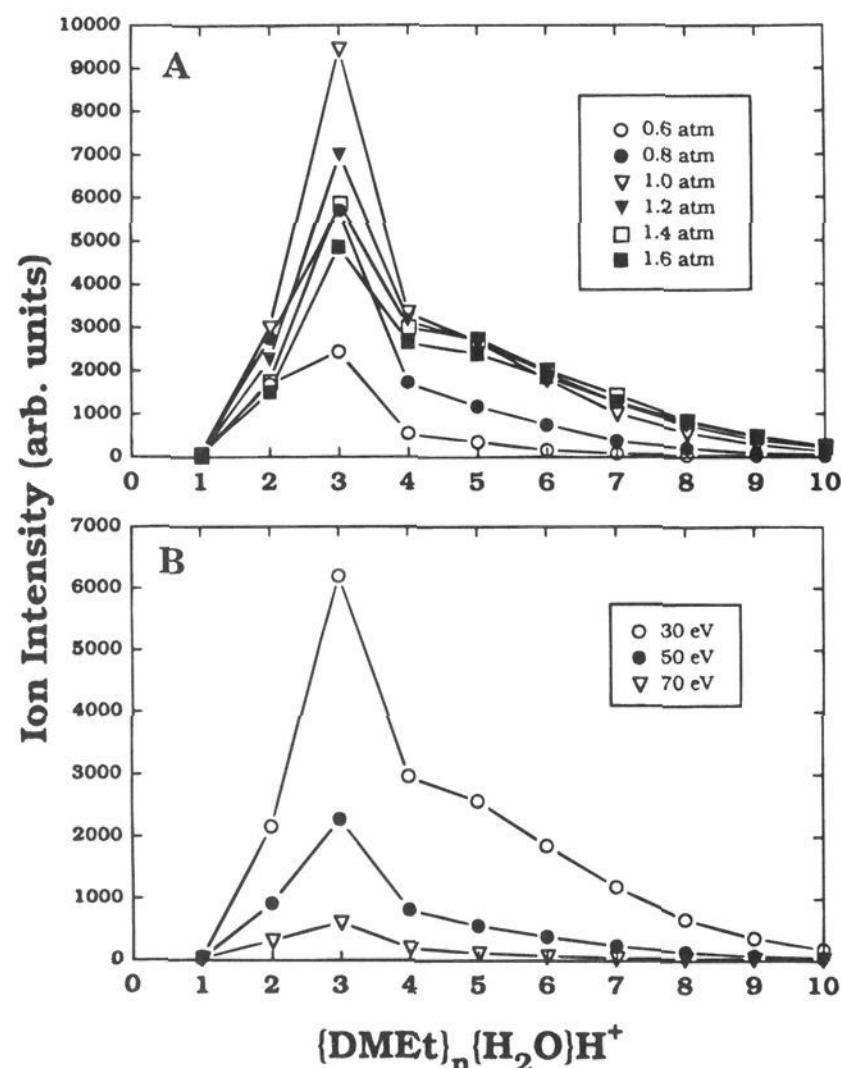 Ion Intensity (arb. units)
A
10000
9000
8000
7000
6000
5000
4000
3000
2000
1000
0
0 1 2 3 4 5 6 7 8 9 10
0.6 atm
0.8 atm
1.0 atm
1.2 atm
1.4 atm
1.6 atm
B
7000
6000
5000
4000
3000
2000
1000
0
0 1 2 3 4 5 6 7 8 9 10
30 eV
50 eV
70 eV
{DMEt}ₙ{H₂O}H⁺